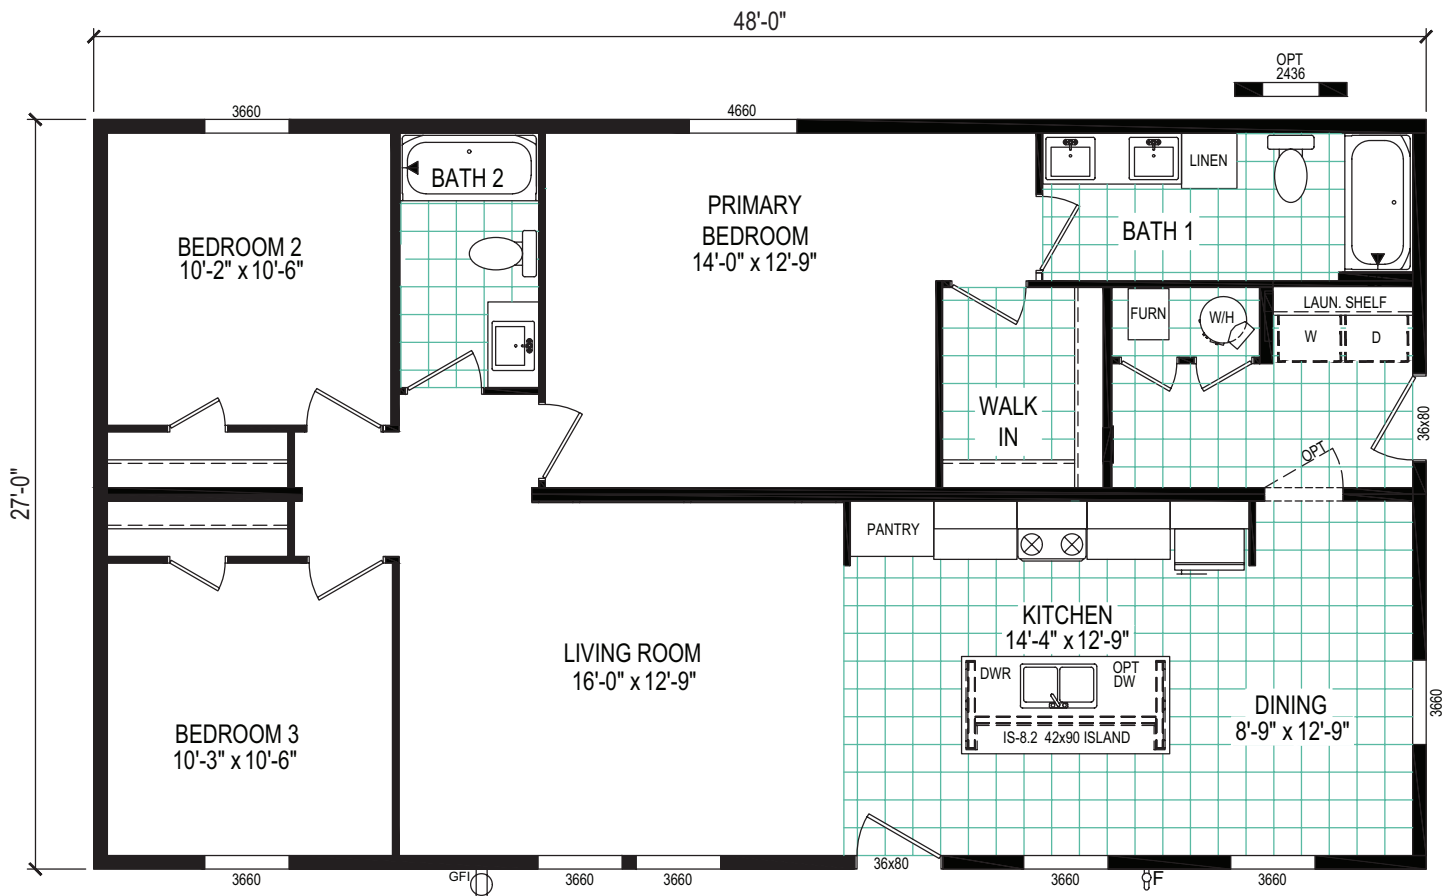 48'-0"
OPT
2436
3660
4660
BATH 2
LINEN
PRIMARY
BEDROOM
14'-0" x 12'-9"
BATH 1
BEDROOM 2
10'-2" x 10'-6"
LAUN. SHELF
FURN
W/H
W
D
WALK
IN
36x80
OPT
27'-0"
PANTRY
KITCHEN
14'-4" x 12'-9"
LIVING ROOM
16'-0" x 12'-9"
DWR
OPT
DW
IS-8.2 42x90 ISLAND
DINING
8'-9" x 12'-9"
3660
BEDROOM 3
10'-3" x 10'-6"
36x80
3660
GFI
3660
3660
3660
F
3660